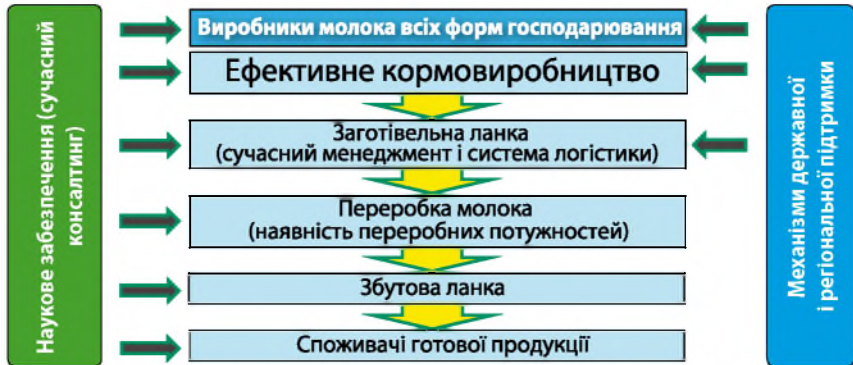 Наукове забезпечення (сучасний
консалтинг)
Виробники молока всіх форм господарювання
Ефективне кормовиробництво
Заготівельна ланка
(сучасний менеджмент і система логістики)
Переробка молока
(наявність переробних потужностей)
Збутова ланка
Споживачі готової продукції
Механізми державної
і регіональної підтримки